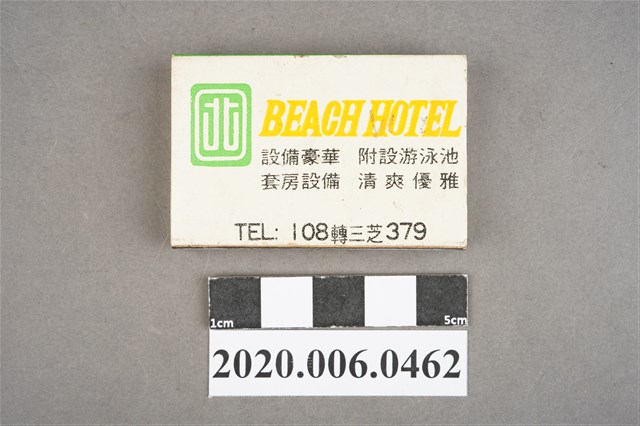 北
BEACH HOTEL
設備豪華 附設游泳池
套房設備 清爽優雅
TEL: 108轉三芝379
1cm 5cm
2020.006.0462